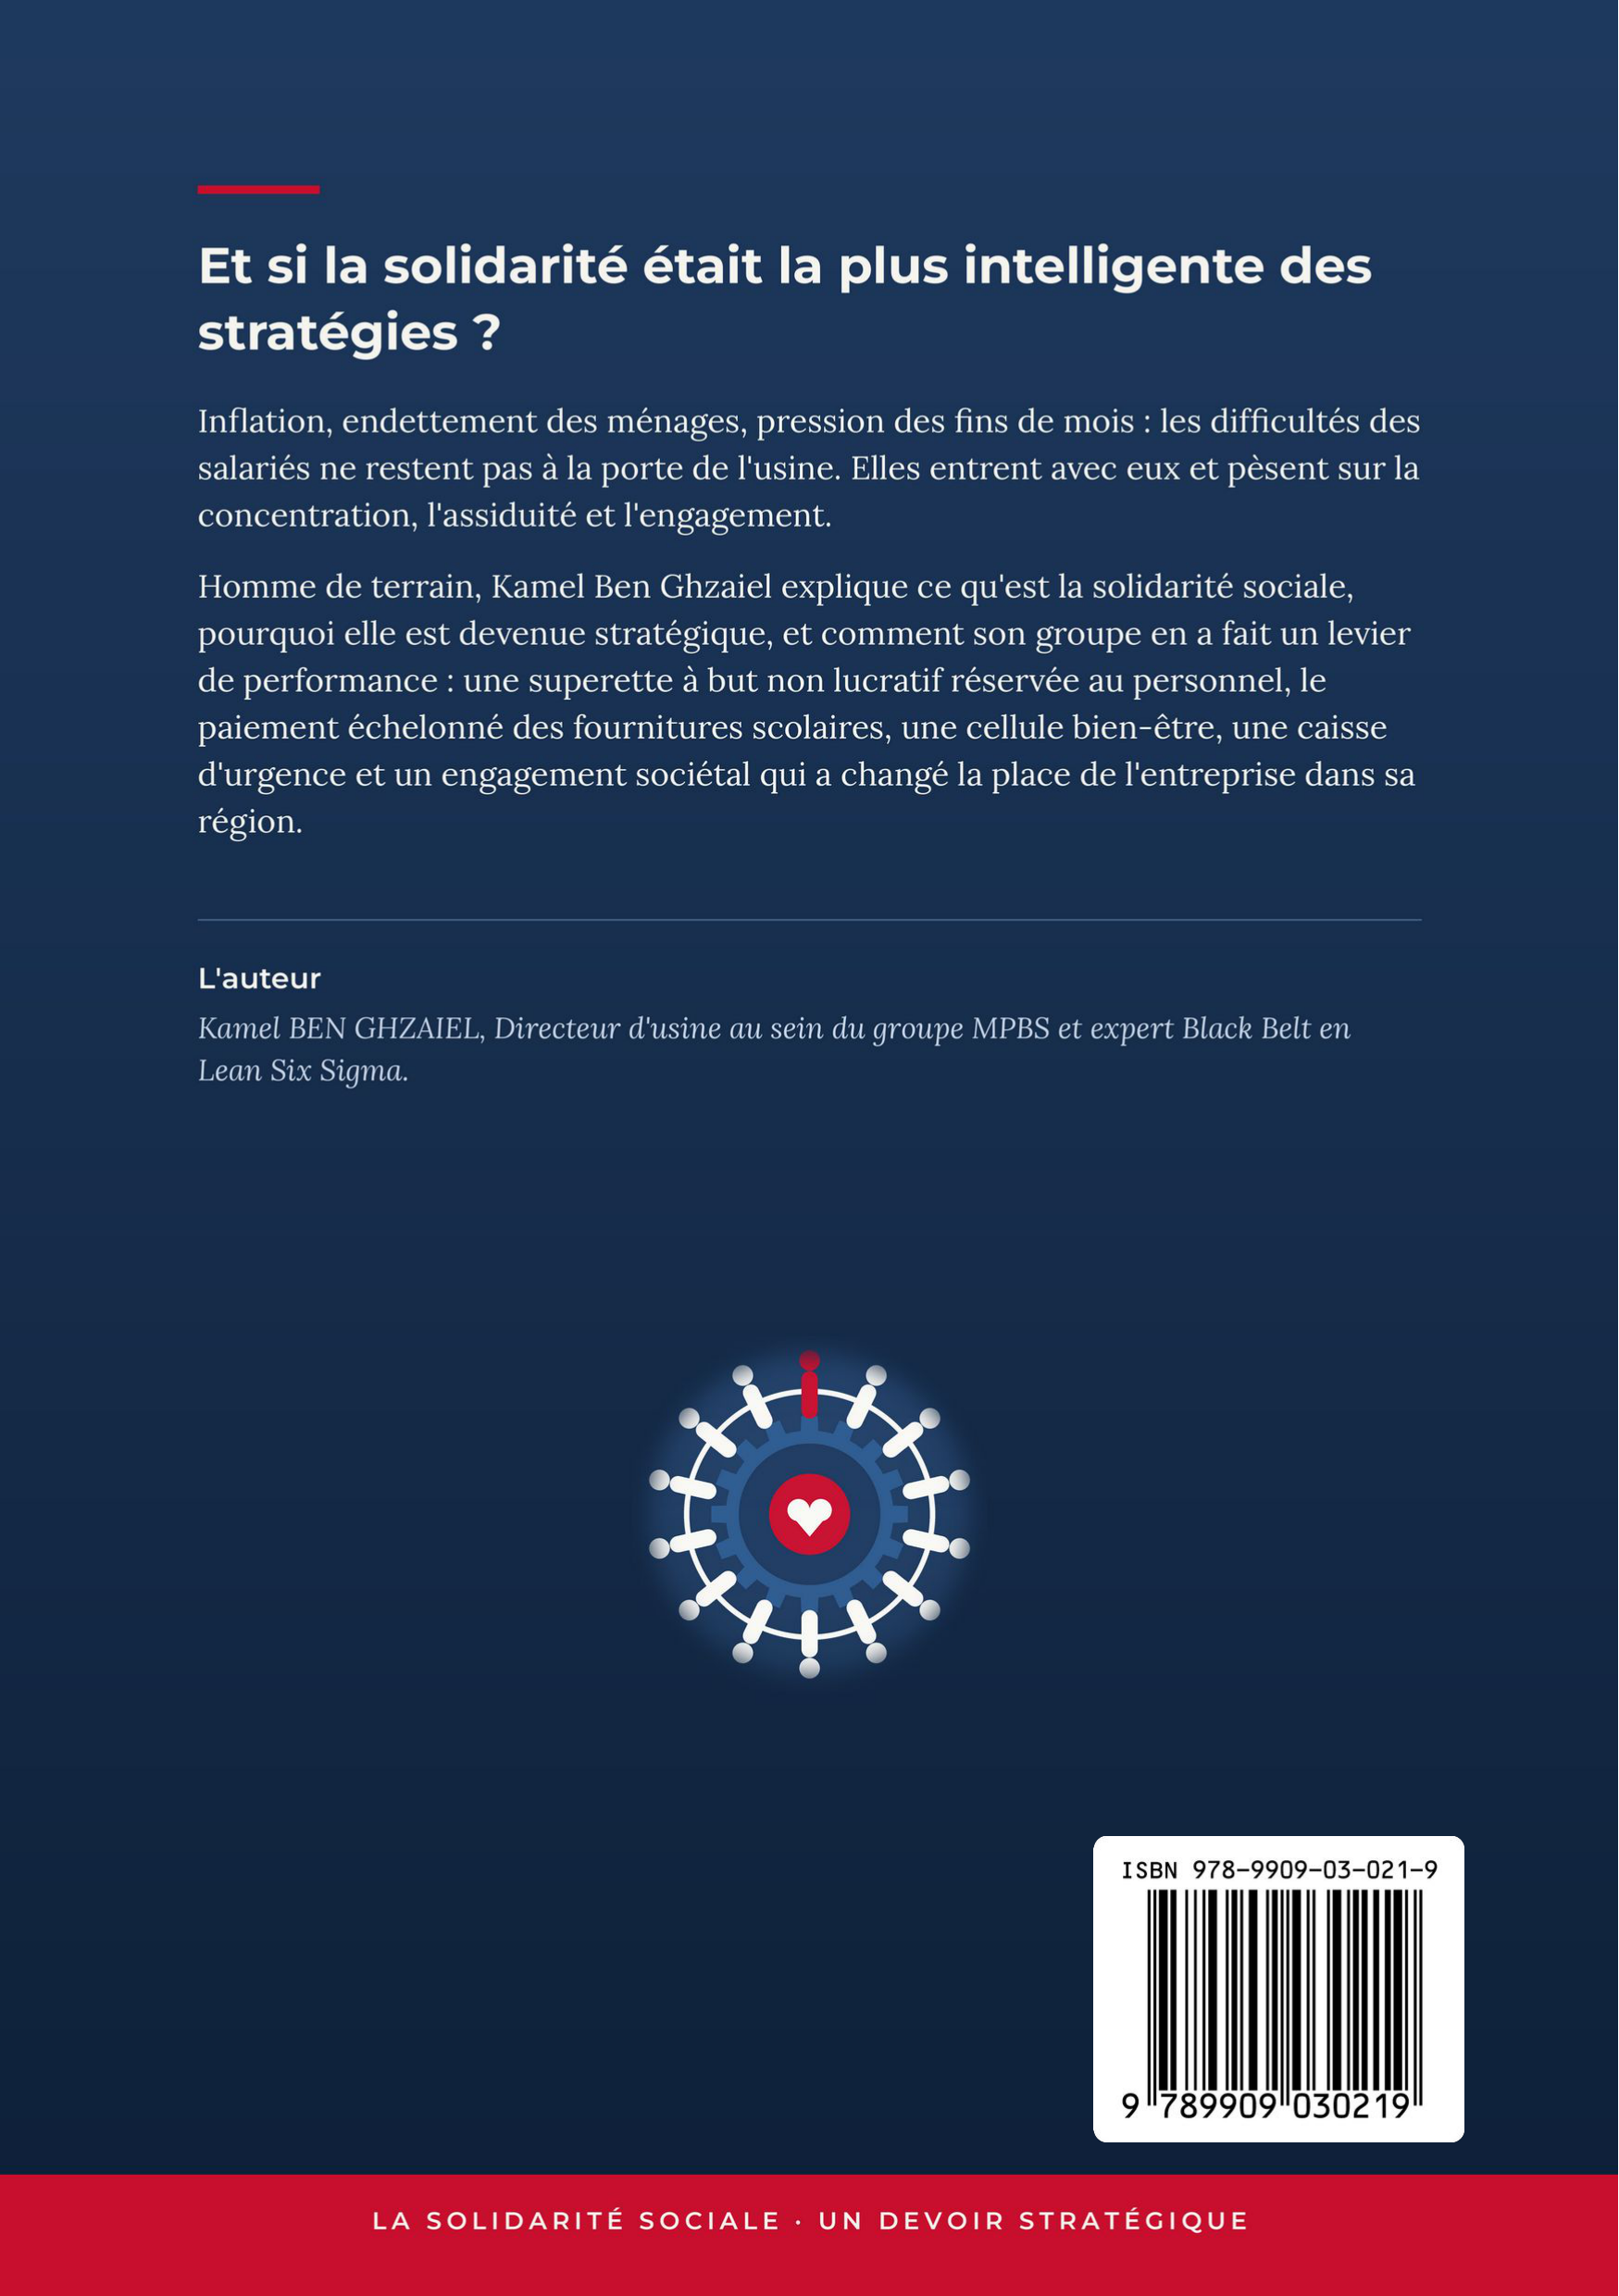 Et si la solidarité était la plus intelligente des
stratégies ?
Inflation, endettement des ménages, pression des fins de mois : les difficultés des
salariés ne restent pas à la porte de l'usine. Elles entrent avec eux et pèsent sur la
concentration, l'assiduité et l'engagement.
Homme de terrain, Kamel Ben Ghzaiel explique ce qu'est la solidarité sociale,
pourquoi elle est devenue stratégique, et comment son groupe en a fait un levier
de performance : une superette à but non lucratif réservée au personnel, le
paiement échelonné des fournitures scolaires, une cellule bien-être, une caisse
d'urgence et un engagement sociétal qui a changé la place de l'entreprise dans sa
région.
L'auteur
Kamel BEN GHZAIEL, Directeur d'usine au sein du groupe MPBS et expert Black Belt en
Lean Six Sigma.
ISBN 978-9909-03-021-9
9 789909 030219
LA SOLIDARITÉ SOCIALE · UN DEVOIR STRATÉGIQUE